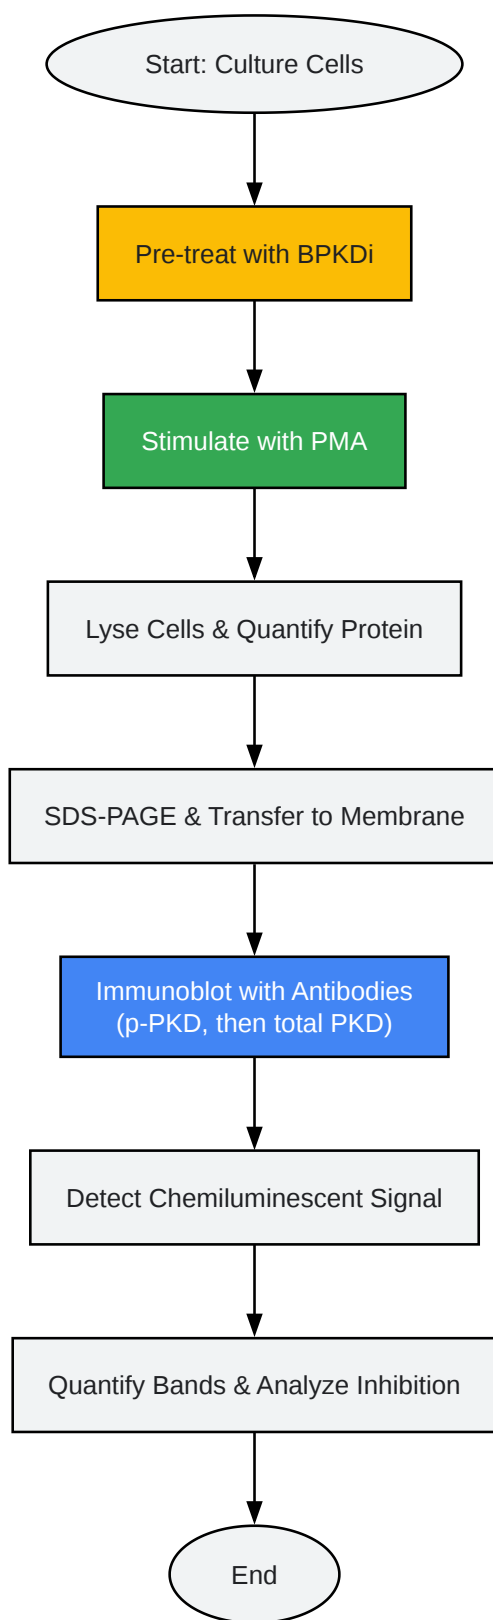 Start: Culture Cells
Pre-treat with BPKDi
Stimulate with PMA
Lyse Cells & Quantify Protein
SDS-PAGE & Transfer to Membrane
Immunoblot with Antibodies
(p-PKD, then total PKD)
Detect Chemiluminescent Signal
Quantify Bands & Analyze Inhibition
End